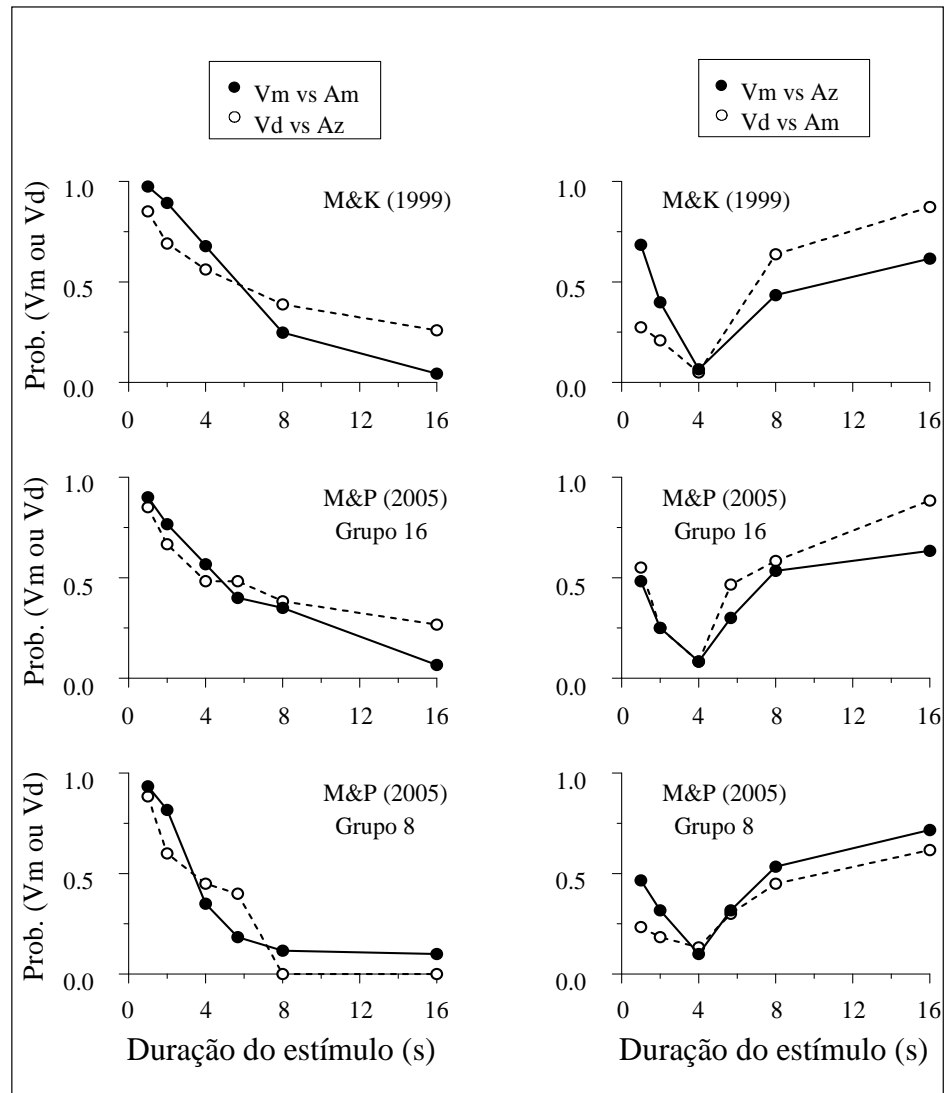 Vm vs Am
Vd vs Az
Vm vs Az
Vd vs Am
Prob. (Vm ou Vd)
1.0
0.5
0.0
M&K (1999)
0 4 8 12 16
1.0
0.5
0.0
M&K (1999)
0 4 8 12 16
Prob. (Vm ou Vd)
1.0
0.5
0.0
M&P (2005)
Grupo 16
0 4 8 12 16
1.0
0.5
0.0
M&P (2005)
Grupo 16
0 4 8 12 16
Prob. (Vm ou Vd)
1.0
0.5
0.0
M&P (2005)
Grupo 8
0 4 8 12 16
Duração do estímulo (s)
1.0
0.5
0.0
M&P (2005)
Grupo 8
0 4 8 12 16
Duração do estímulo (s)